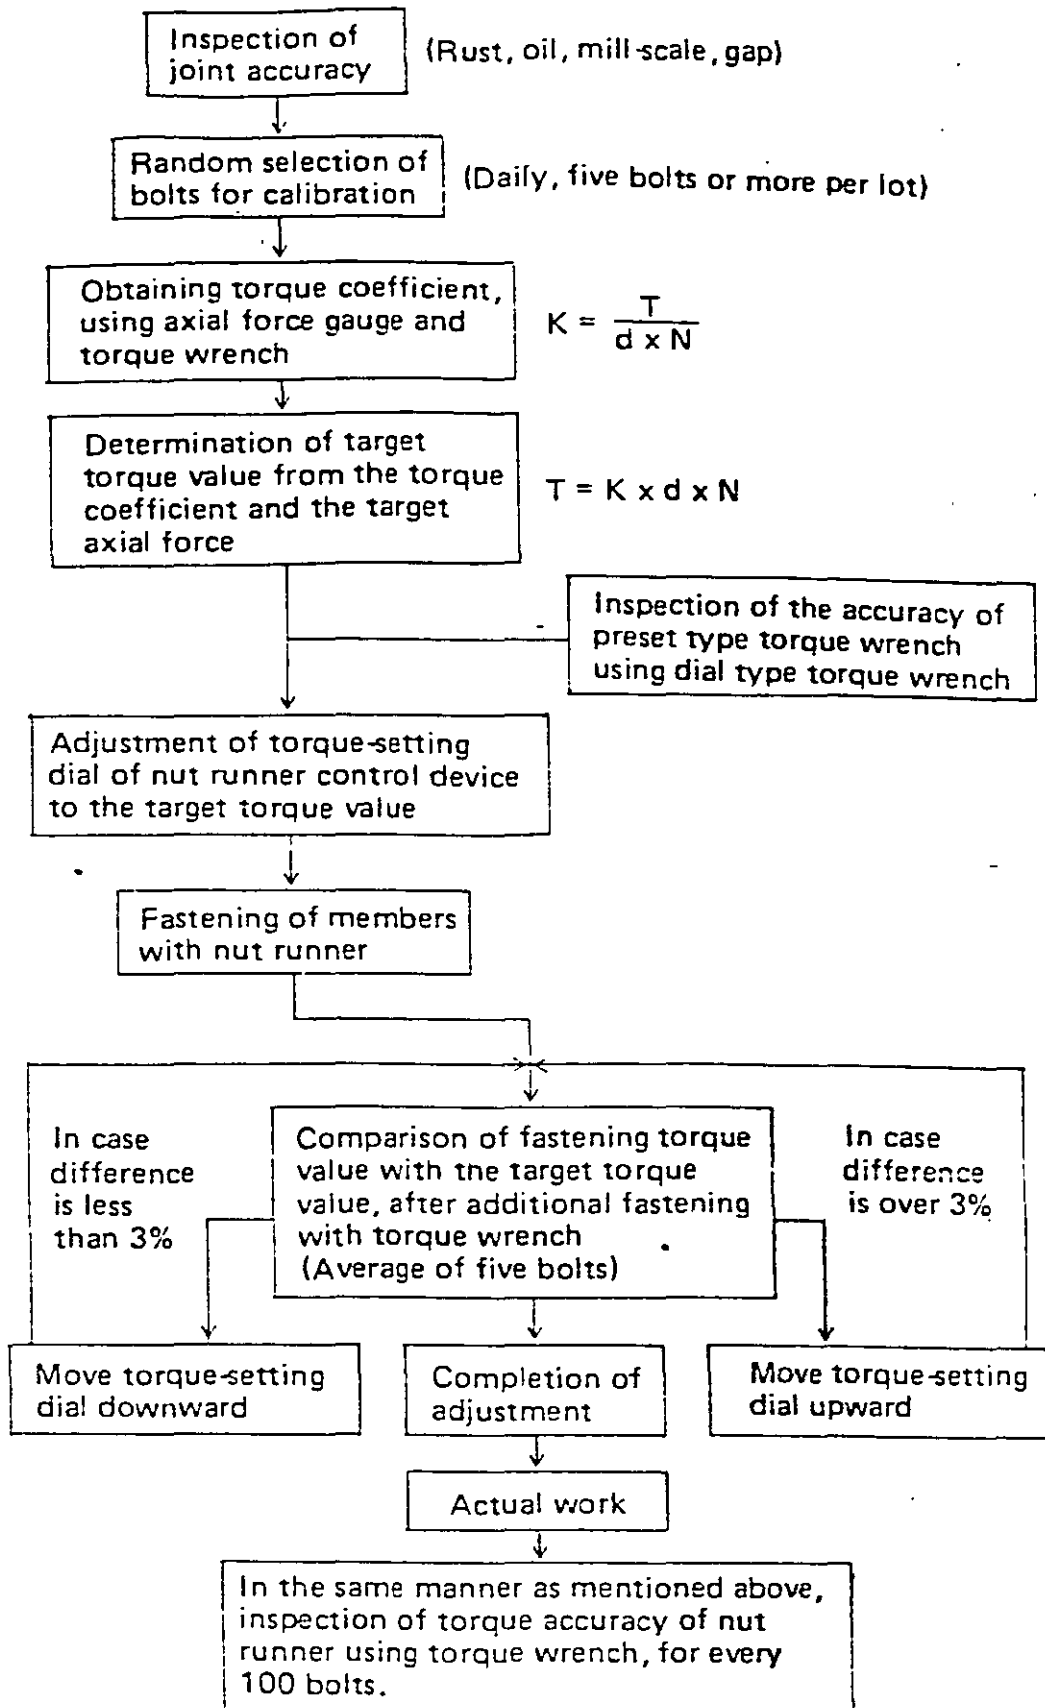 Inspection of
joint accuracy
(Rust, oil, mill-scale, gap)
Random selection of
bolts for calibration
(Daily, five bolts or more per lot)
Obtaining torque coefficient,
using axial force gauge and
torque wrench
K = T / d x N
Determination of target
torque value from the torque
coefficient and the target
axial force
T = K x d x N
Inspection of the accuracy of
preset type torque wrench
using dial type torque wrench
Adjustment of torque-setting
dial of nut runner control device
to the target torque value
Fastening of members
with nut runner
In case
difference
is less
than 3%
Comparison of fastening torque
value with the target torque
value, after additional fastening
with torque wrench
(Average of five bolts)
In case
difference
is over 3%
Move torque-setting
dial downward
Completion of
adjustment
Move torque-setting
dial upward
Actual work
In the same manner as mentioned above,
inspection of torque accuracy of nut
runner using torque wrench, for every
100 bolts.